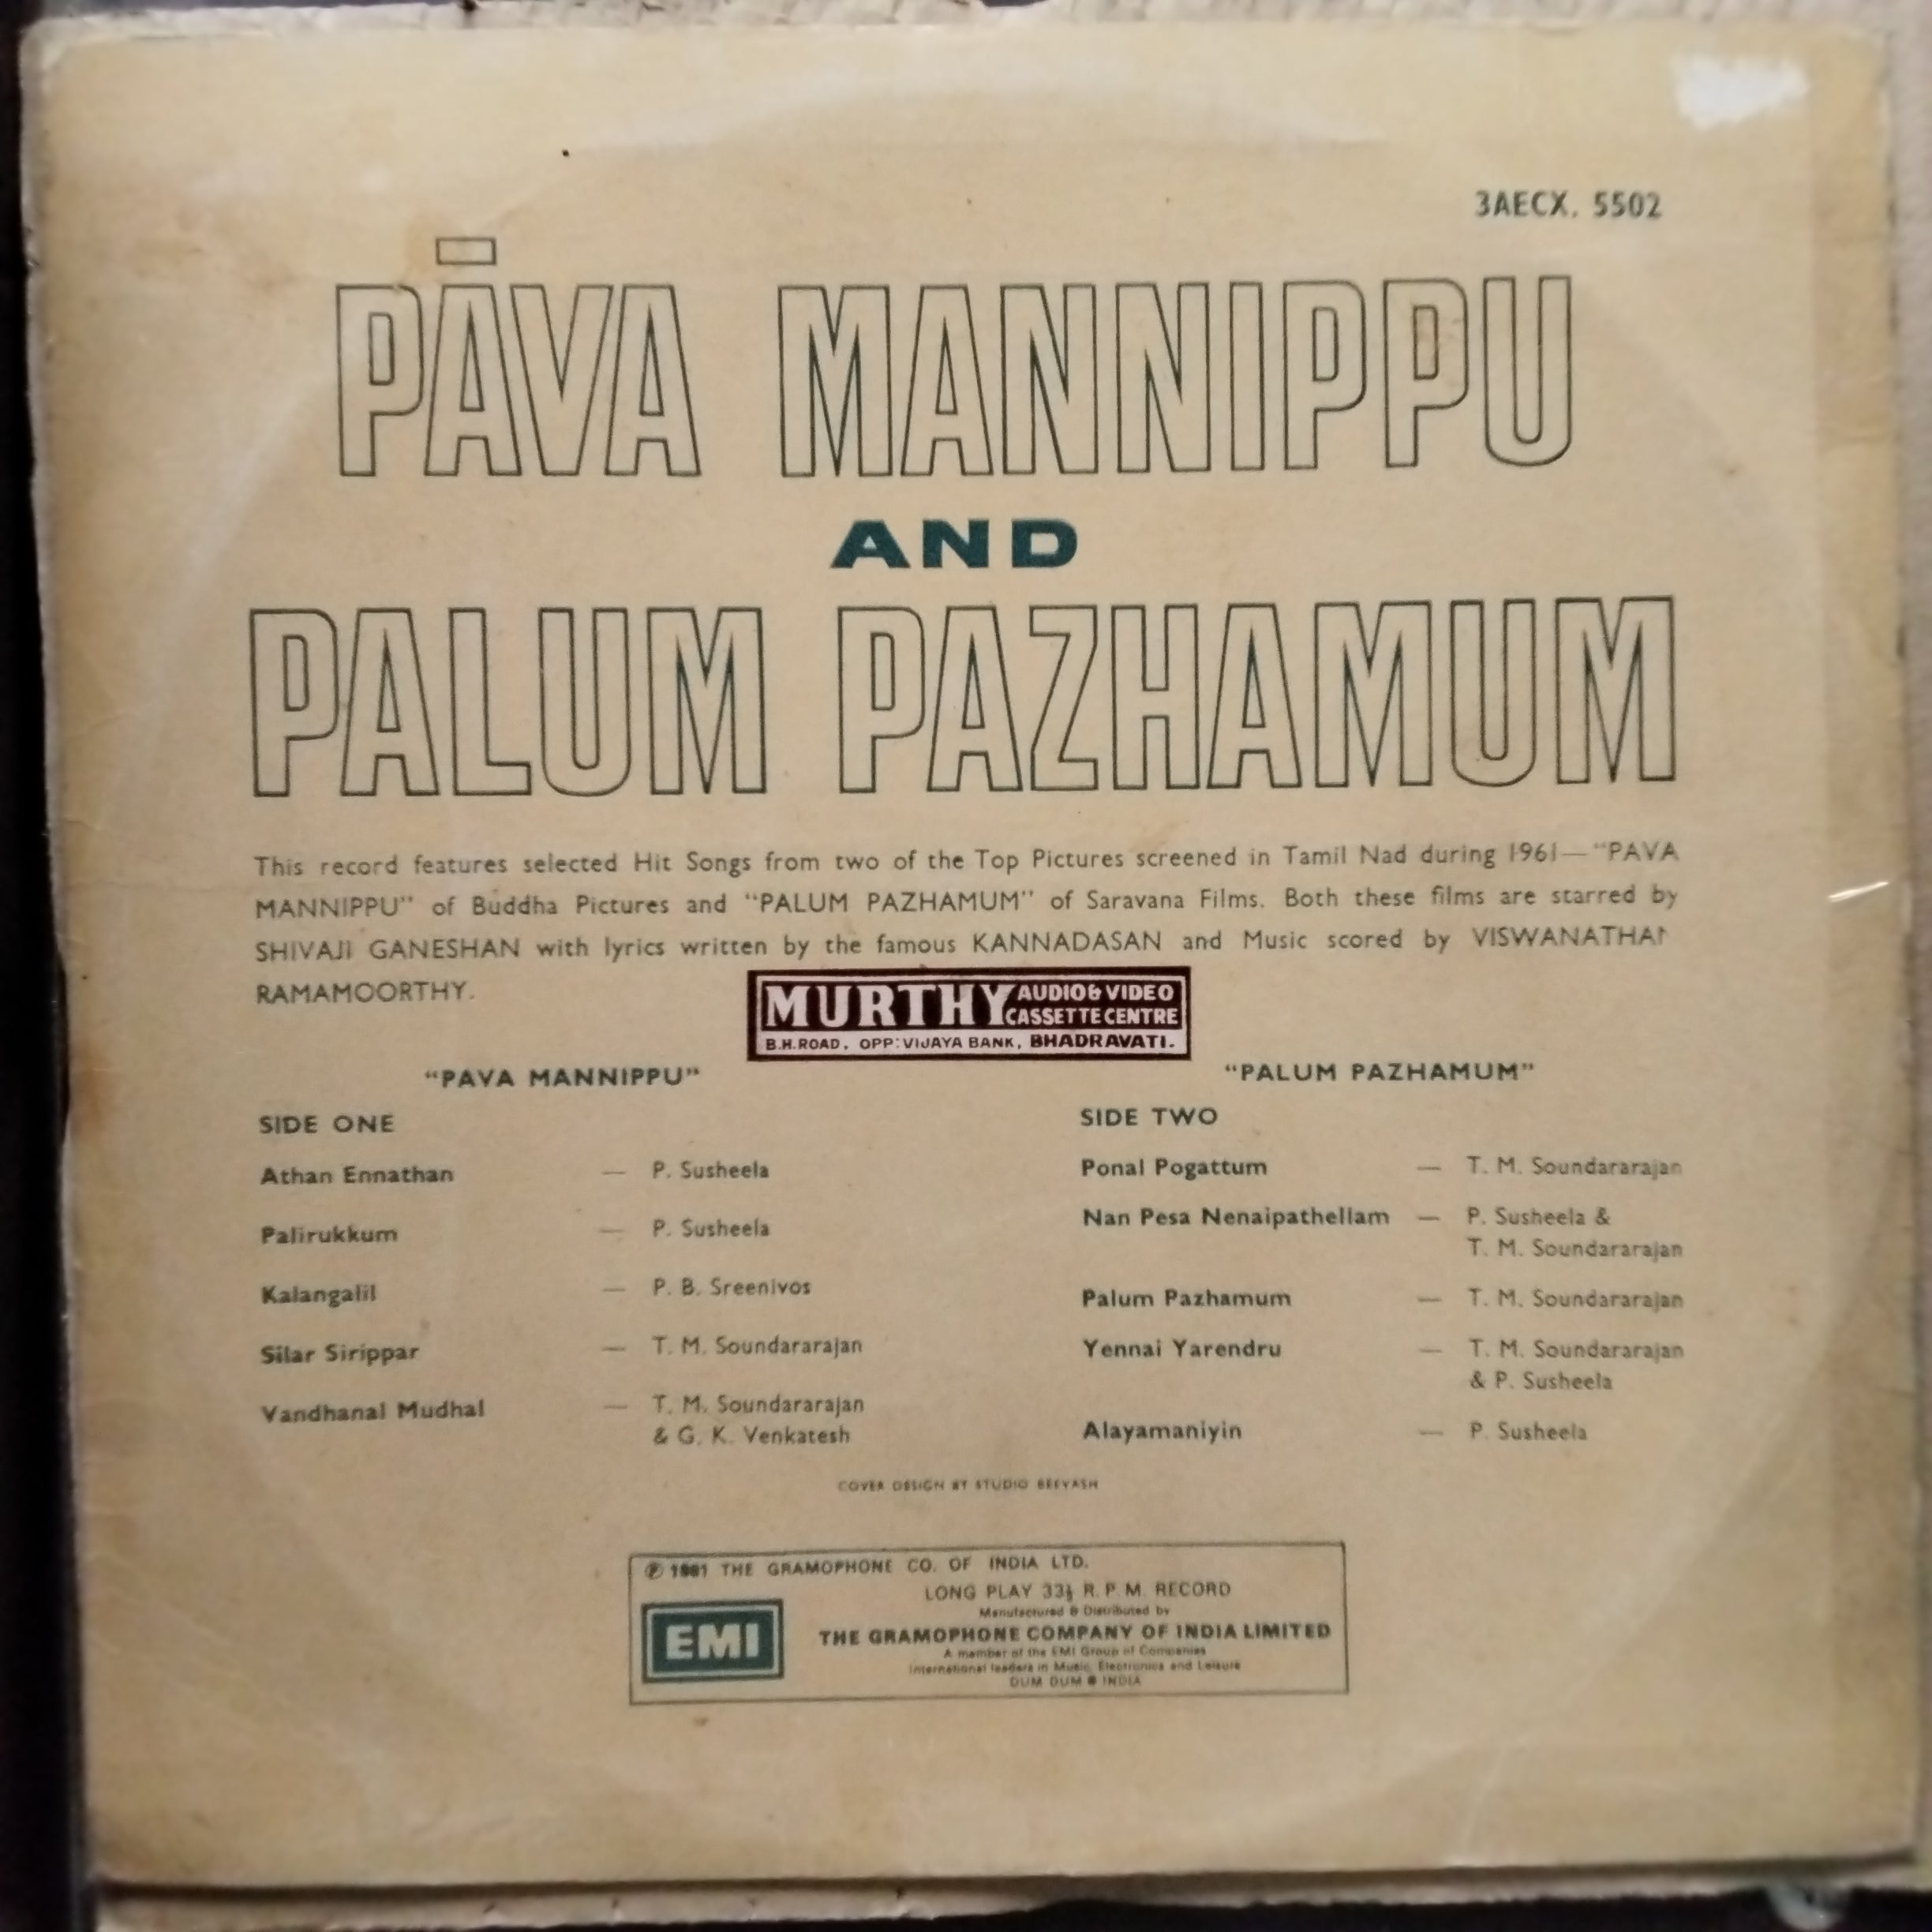 3AECX. 5502
PĀVA MANNIPPU
AND
PALUM PAZHAMUM
This record features selected Hit Songs from two of the Top Pictures screened in Tamil Nad during 1961—"PAVA
MANNIPPU" of Buddha Pictures and "PALUM PAZHAMUM" of Saravana Films. Both these films are starred by
SHIVAJI GANESHAN with lyrics written by the famous KANNADASAN and Music scored by VISWANATHAN
RAMAMOORTHY.
MURTHY AUDIO & VIDEO
CASSETTE CENTRE
B.H.ROAD. OPP: VIJAYA BANK, BHADRAVATI.
"PAVA MANNIPPU"
SIDE ONE
Athan Ennathan — P. Susheela
Palirukkum — P. Susheela
Kalangalil — P. B. Sreenivos
Silar Sirippar — T. M. Soundararajan
Vandhanal Mudhal — T. M. Soundararajan
& G. K. Venkatesh
"PALUM PAZHAMUM"
SIDE TWO
Ponal Pogattum — T. M. Soundararajan
Nan Pesa Nenaipathellam — P. Susheela &
T. M. Soundararajan
Palum Pazhamum — T. M. Soundararajan
Yennai Yarendru — T. M. Soundararajan
& P. Susheela
Alayamaniyin — P. Susheela
COVER DESIGN BY STUDIO BEEVASH
℗ 1981 THE GRAMOPHONE CO. OF INDIA LTD.
LONG PLAY 33⅓ R.P.M. RECORD
Manufactured & Distributed by
EMI THE GRAMOPHONE COMPANY OF INDIA LIMITED
A member of the EMI Group of Companies
International leaders in Music, Electronics and Leisure
DUM DUM ● INDIA